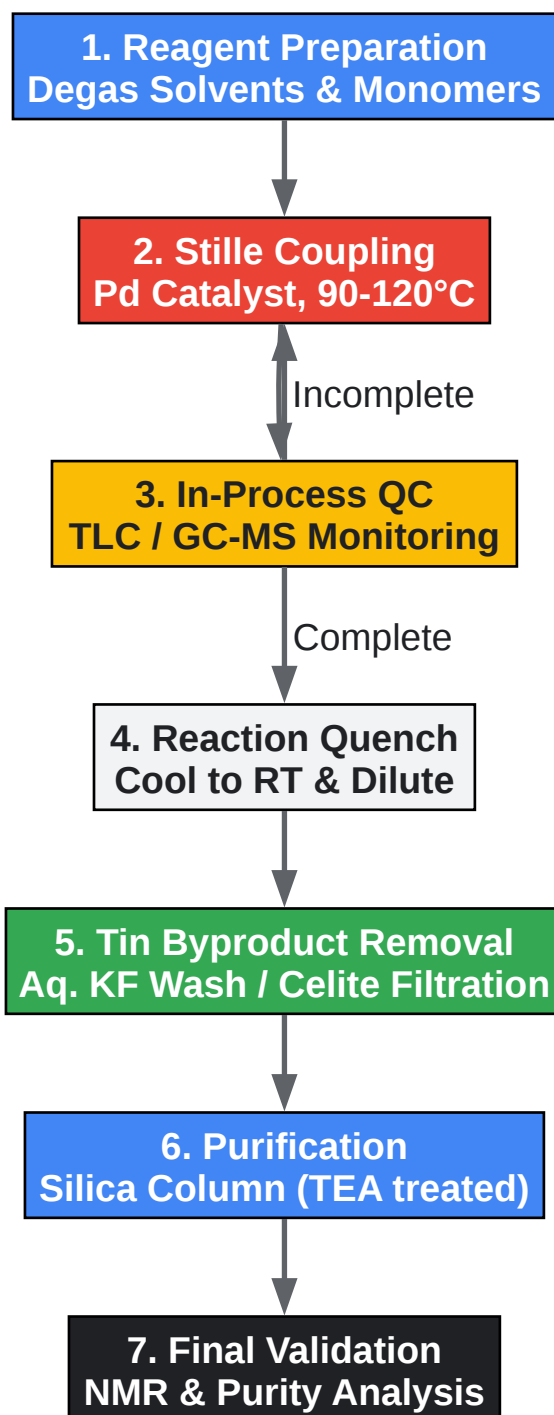 1. Reagent Preparation
Degas Solvents & Monomers
2. Stille Coupling
Pd Catalyst, 90-120°C
Incomplete
3. In-Process QC
TLC / GC-MS Monitoring
Complete
4. Reaction Quench
Cool to RT & Dilute
5. Tin Byproduct Removal
Aq. KF Wash / Celite Filtration
6. Purification
Silica Column (TEA treated)
7. Final Validation
NMR & Purity Analysis